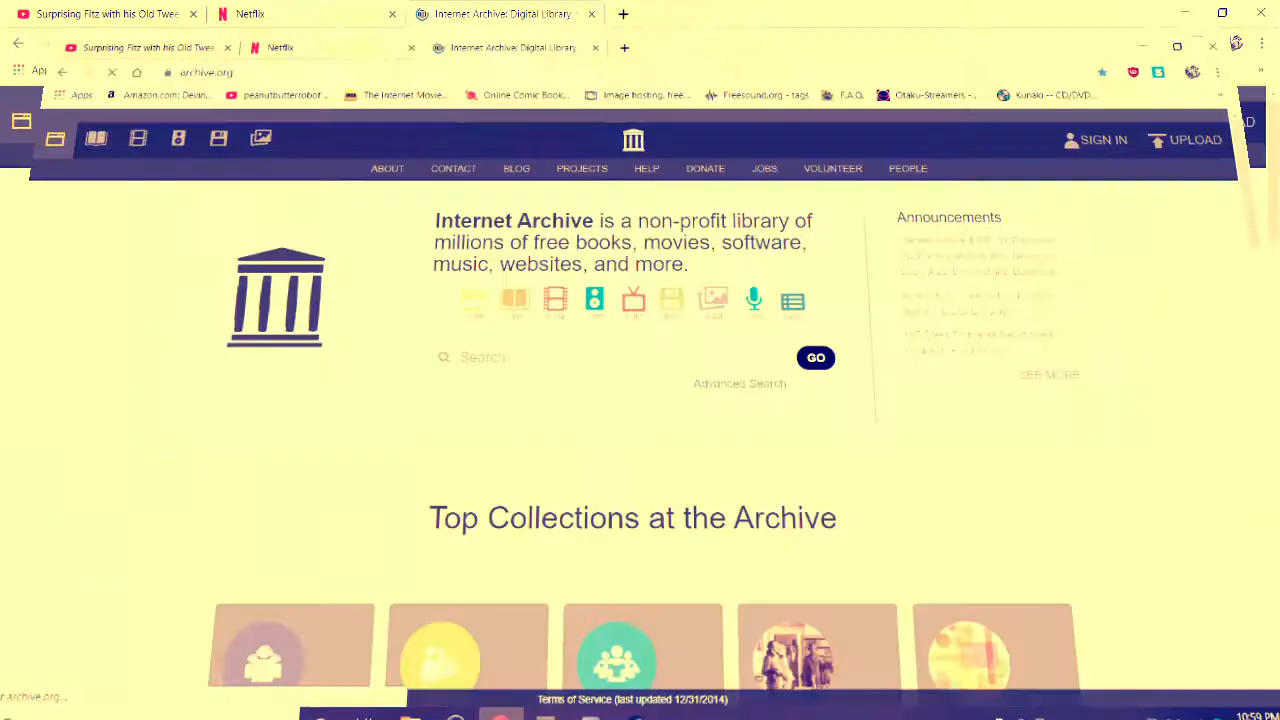 Surprising Fitz with his Old Twee
Netflix
Internet Archive: Digital Library
Surprising Fitz with his Old Twee
Netflix
Internet Archive: Digital Library
App
archive.org
Apps
Amazon.com: Devin...
peanutbutterrobot...
The Internet Movie...
Online Comic Book...
Image hosting, free...
Freesound.org - tags
F.A.Q.
Otaku-Streamers -...
Kunaki -- CD/DVD...
SIGN IN
UPLOAD
AD
ABOUT
CONTACT
BLOG
PROJECTS
HELP
DONATE
JOBS
VOLUNTEER
PEOPLE
Internet Archive is a non-profit library of
millions of free books, movies, software,
music, websites, and more.
Announcements
SEE MORE
Search
GO
Advanced Search
Top Collections at the Archive
r archive.org...
Terms of Service (last updated 12/31/2014)
10:59 PM